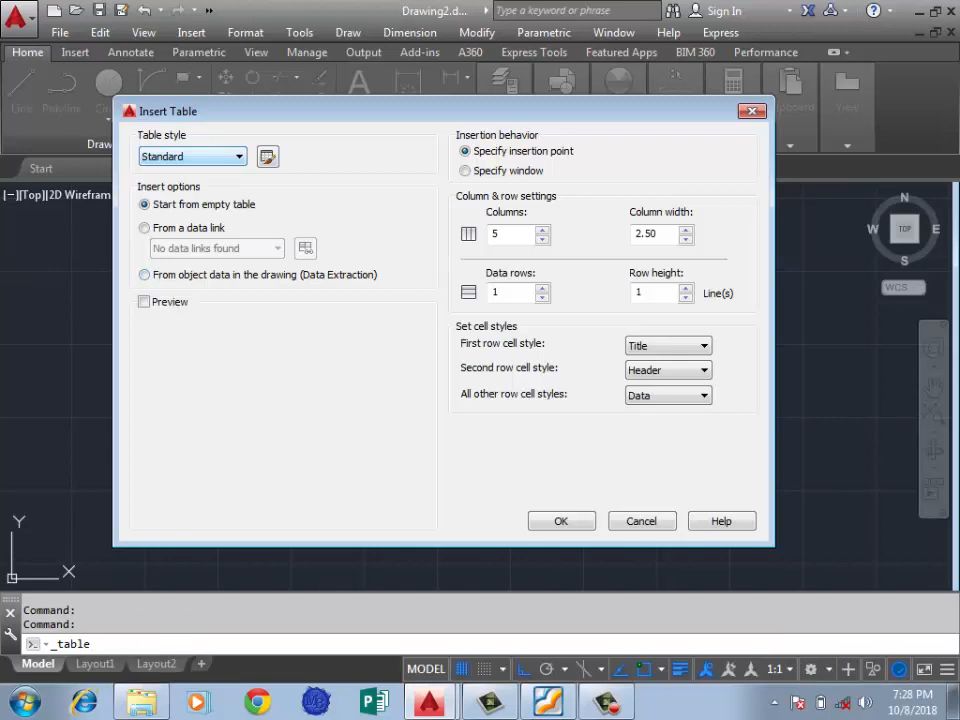 Drawing2.d...
Type a keyword or phrase
Sign In
File Edit View Insert Format Tools Draw Dimension Modify Parametric Window Help Express
Home Insert Annotate Parametric View Manage Output Add-ins A360 Express Tools Featured Apps BIM 360 Performance
Line Polyline
View
Draw
Start
[−][Top][2D Wirefram
Insert Table
Table style
Standard
Insert options
Start from empty table
From a data link
No data links found
From object data in the drawing (Data Extraction)
Preview
Insertion behavior
Specify insertion point
Specify window
Column & row settings
Columns: Column width:
5 2.50
Data rows: Row height:
1 1 Line(s)
Set cell styles
First row cell style: Title
Second row cell style: Header
All other row cell styles: Data
OK Cancel Help
N
W TOP E
S
WCS
Y
X
Command:
Command:
_table
Model Layout1 Layout2 +
MODEL 1:1
7:28 PM
10/8/2018